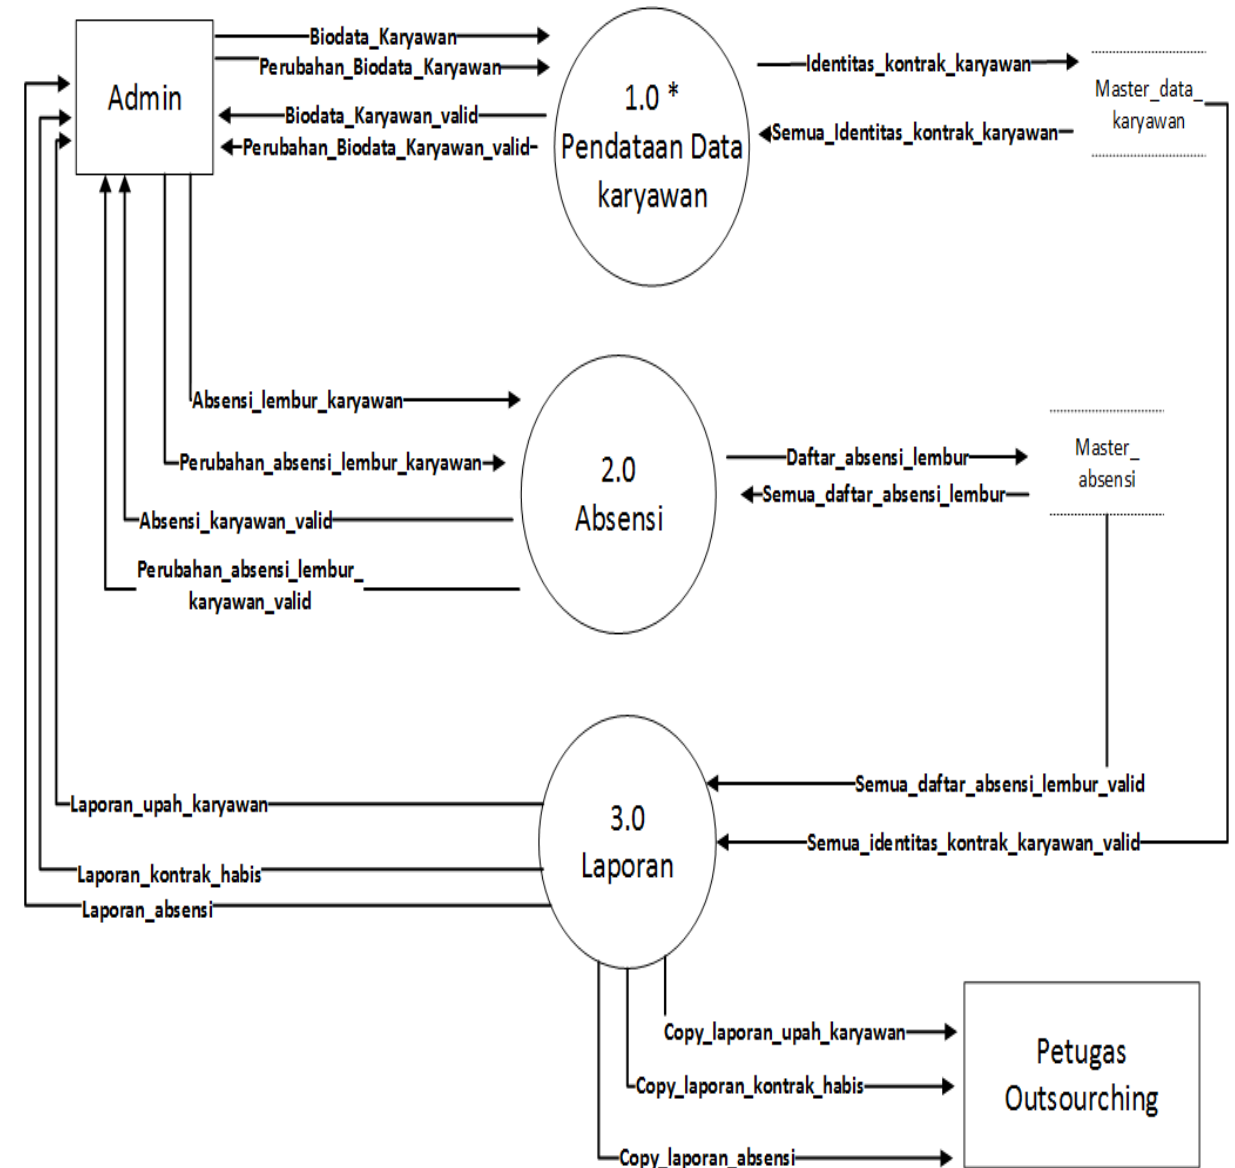 Admin
Biodata_Karyawan
Perubahan_Biodata_Karyawan
Biodata_Karyawan_valid
Perubahan_Biodata_Karyawan_valid
1.0 *
Pendataan Data
karyawan
Identitas_kontrak_karyawan
Semua_Identitas_kontrak_karyawan
Master_data_
karyawan
Absensi_lembur_karyawan
Perubahan_absensi_lembur_karyawan
Absensi_karyawan_valid
Perubahan_absensi_lembur_
karyawan_valid
2.0
Absensi
Daftar_absensi_lembur
Semua_daftar_absensi_lembur
Master_
absensi
Semua_daftar_absensi_lembur_valid
Semua_identitas_kontrak_karyawan_valid
3.0
Laporan
Laporan_upah_karyawan
Laporan_kontrak_habis
Laporan_absensi
Copy_laporan_upah_karyawan
Copy_laporan_kontrak_habis
Copy_laporan_absensi
Petugas
Outsourching